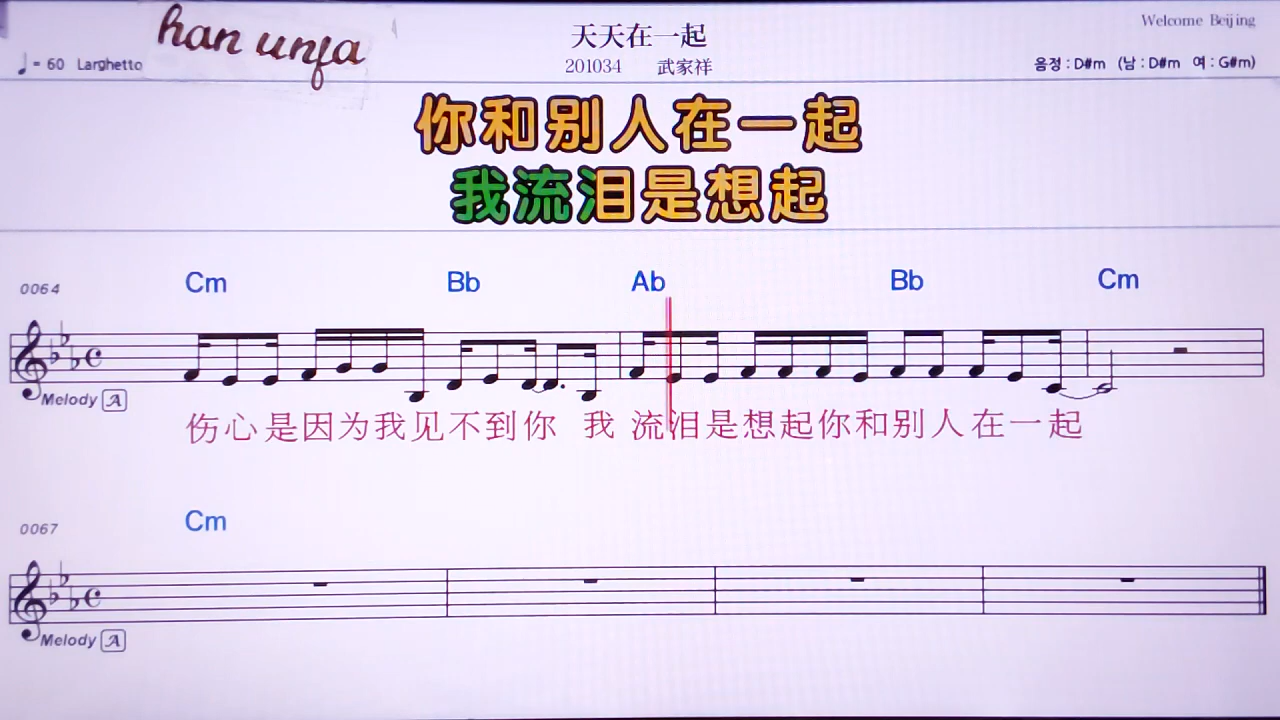 han unfa
天天在一起
Welcome Beijing
♩= 60 Larghetto
201034 武家祥
음정 : D#m (남 : D#m 여 : G#m)
你和别人在一起
我流泪是想起
0064
Cm Bb Ab Bb Cm
Melody A
伤心是因为我见不到你 我 流泪是想起你和别人在一起
0067
Cm
Melody A